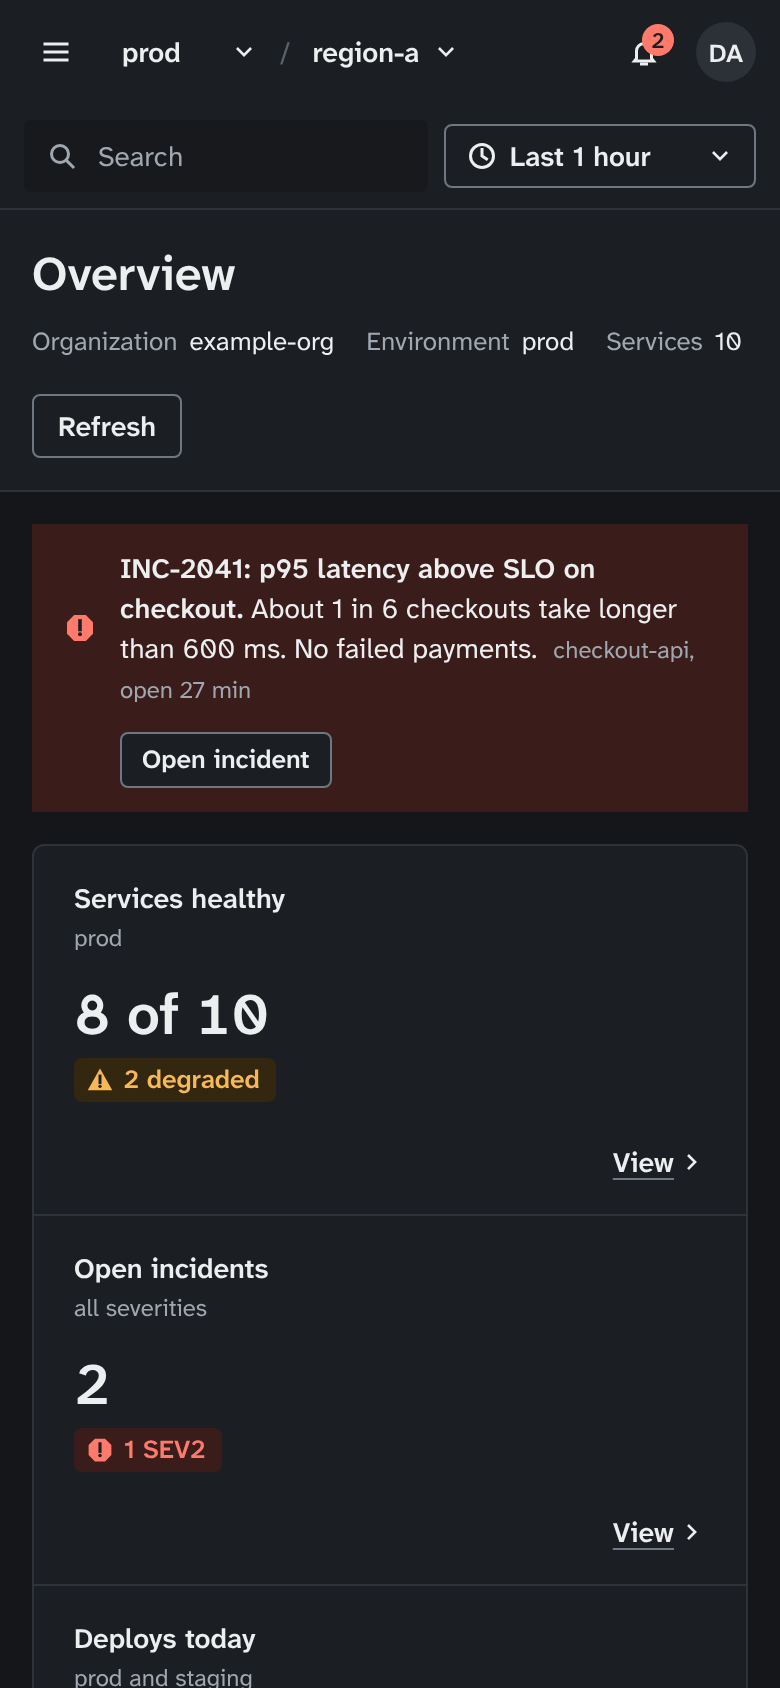 prod / region-a 2 DA
Search Last 1 hour
Overview
Organization example-org Environment prod Services 10
Refresh
INC-2041: p95 latency above SLO on
checkout. About 1 in 6 checkouts take longer
than 600 ms. No failed payments. checkout-api,
open 27 min
Open incident
Services healthy
prod
8 of 10
2 degraded
View
Open incidents
all severities
2
1 SEV2
View
Deploys today
prod and staging